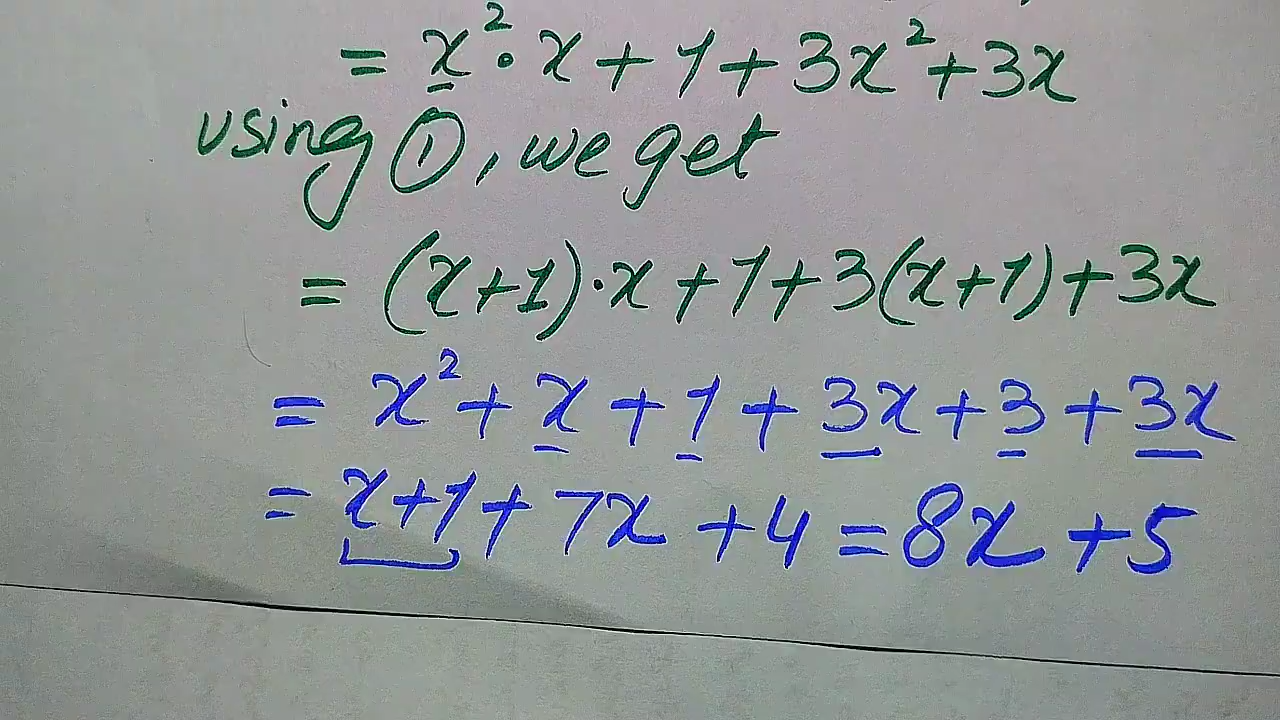 = x²·x+1+3x²+3x
using ①, we get
= (x+1)·x+1+3(x+1)+3x
= x²+x+1+3x+3+3x
= x+1+7x+4=8x+5